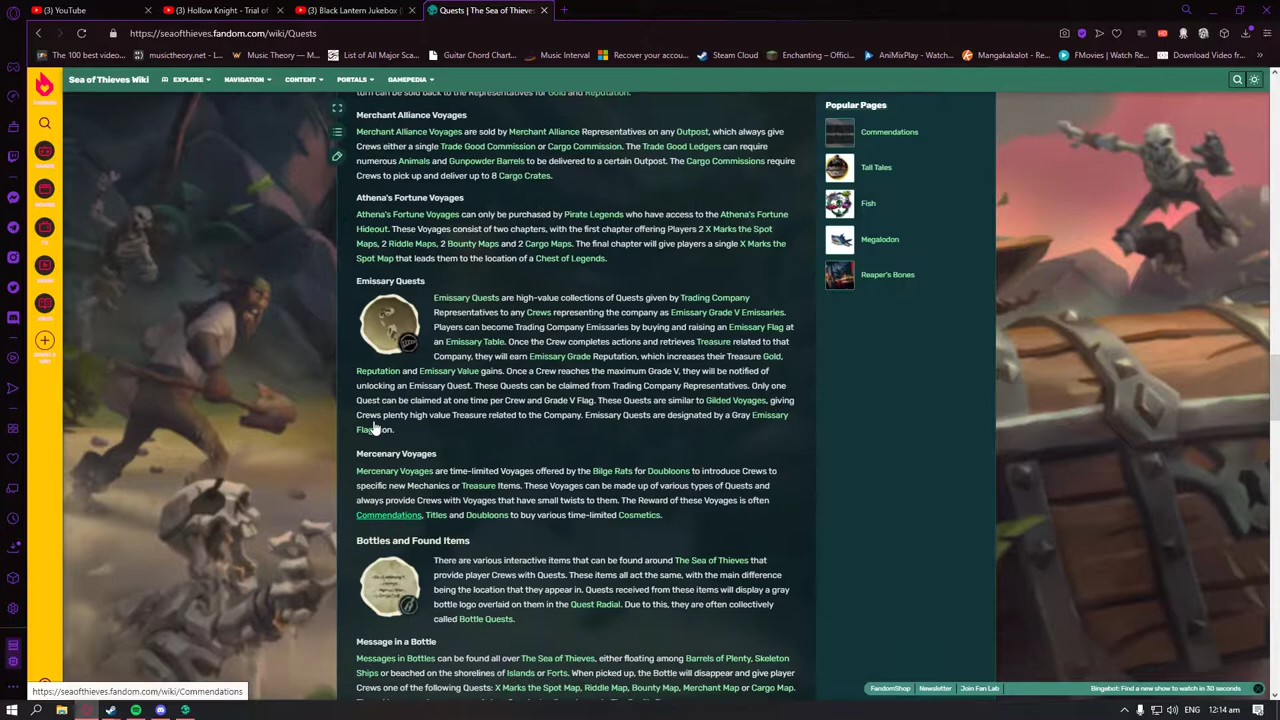 (3) YouTube
(3) Hollow Knight - Trial of
(3) Black Lantern Jukebox |
Quests | The Sea of Thieves
https://seaofthieves.fandom.com/wiki/Quests
The 100 best video...
musictheory.net -...
Music Theory -...
List of All Major Sca...
Guitar Chord Chart...
Music Interval
Recover your accou...
Steam Cloud
Enchanting – Offici...
AniMixPlay - Watch...
Mangakakalot -
FMovies | Watch Re...
Download Video fr...
Sea of Thieves Wiki
EXPLORE
NAVIGATION
CONTENT
PORTALS
GAMEPEDIA
turn can be sold back to the Representatives for Gold and Reputation.
Merchant Alliance Voyages
Merchant Alliance Voyages are sold by Merchant Alliance Representatives on any Outpost, which always give
Crews either a single Trade Good Commission or Cargo Commission. The Trade Good Ledgers can require
numerous Animals and Gunpowder Barrels to be delivered to a certain Outpost. The Cargo Commissions require
Crews to pick up and deliver up to 8 Cargo Crates.
Athena's Fortune Voyages
Athena's Fortune Voyages can only be purchased by Pirate Legends who have access to the Athena's Fortune
Hideout. These Voyages consist of two chapters, with the first chapter offering Players 2 X Marks the Spot
Maps, 2 Riddle Maps, 2 Bounty Maps and 2 Cargo Maps. The final chapter will give players a single X Marks the
Spot Map that leads them to the location of a Chest of Legends.
Emissary Quests
Emissary Quests are high-value collections of Quests given by Trading Company
Representatives to any Crews representing the company as Emissary Grade V Emissaries.
Players can become Trading Company Emissaries by buying and raising an Emissary Flag at
an Emissary Table. Once the Crew completes actions and retrieves Treasure related to that
Company, they will earn Emissary Grade Reputation, which increases their Treasure Gold,
Reputation and Emissary Value gains. Once a Crew reaches the maximum Grade V, they will be notified of
unlocking an Emissary Quest. These Quests can be claimed from Trading Company Representatives. Only one
Quest can be claimed at one time per Crew and Grade V Flag. These Quests are similar to Gilded Voyages, giving
Crews plenty high value Treasure related to the Company. Emissary Quests are designated by a Gray Emissary
Mercenary Voyages
Mercenary Voyages are time-limited Voyages offered by the Bilge Rats for Doubloons to introduce Crews to
specific new Mechanics or Treasure Items. These Voyages can be made up of various types of Quests and
always provide Crews with Voyages that have small twists to them. The Reward of these Voyages is often
Commendations, Titles and Doubloons to buy various time-limited Cosmetics.
Bottles and Found Items
There are various interactive items that can be found around The Sea of Thieves that
provide player Crews with Quests. These items all act the same, with the main difference
being the location that they appear in. Quests received from these items will display a gray
bottle logo overlaid on them in the Quest Radial. Due to this, they are often collectively
called Bottle Quests.
Message in a Bottle
Messages in Bottles can be found all over The Sea of Thieves, either floating among Barrels of Plenty, Skeleton
Ships or beached on the shorelines of Islands or Forts. When picked up, the Bottle will disappear and give player
Crews one of the following Quests: X Marks the Spot Map, Riddle Map, Bounty Map, Merchant Map or Cargo Map.
Popular Pages
Commendations
Tall Tales
Fish
Megalodon
Reaper's Bones
FandomShop
Newsletter
Join Fan Lab
Bingebot: Find a new show to watch in 30 seconds
https://seaofthieves.fandom.com/wiki/Commendations
12:14 am